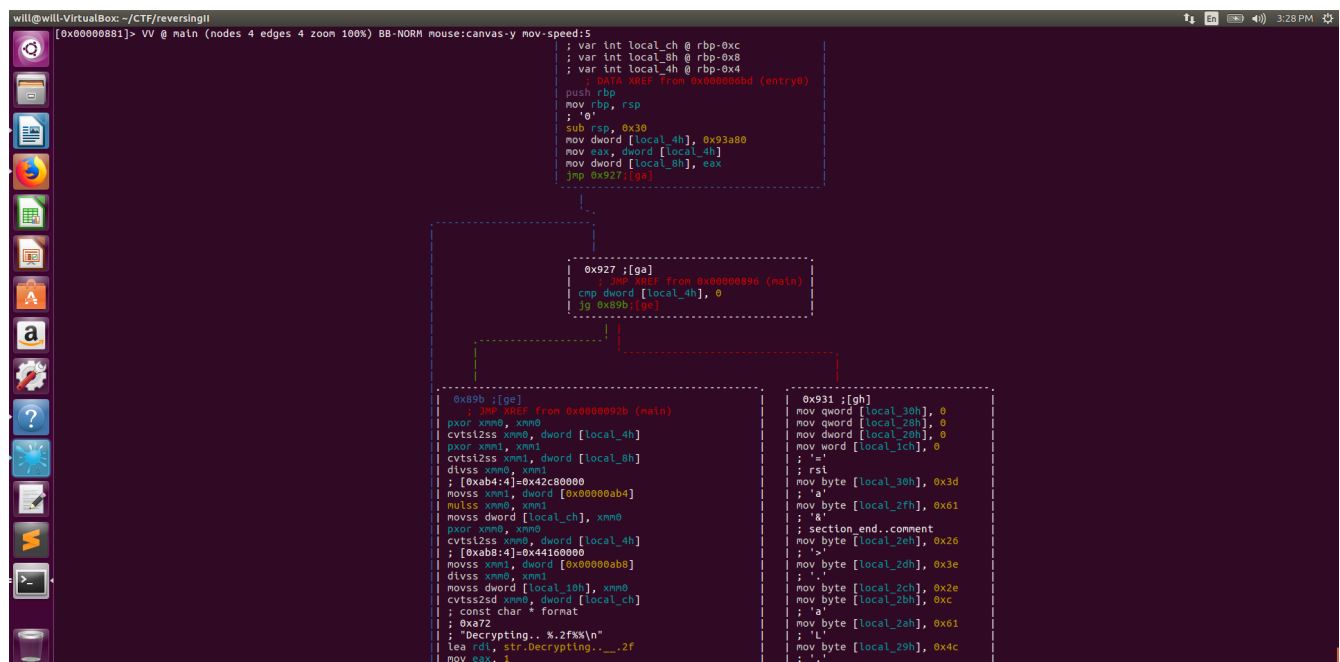 will@will-VirtualBox: ~/CTF/reversingII
En
3:28 PM
[0x00000881]> VV @ main (nodes 4 edges 4 zoom 100%) BB-NORM mouse:canvas-y mov-speed:5
; var int local_ch @ rbp-0xc
; var int local_8h @ rbp-0x8
; var int local_4h @ rbp-0x4
; DATA XREF from 0x000006bd (entry0)
push rbp
mov rbp, rsp
; '0'
sub rsp, 0x30
mov dword [local_4h], 0x93a80
mov eax, dword [local_4h]
mov dword [local_8h], eax
jmp 0x927;[ga]
0x927 ;[ga]
; JMP XREF from 0x00000896 (main)
cmp dword [local_4h], 0
jg 0x89b;[ge]
0x89b ;[ge]
; JMP XREF from 0x0000092b (main)
pxor xmm0, xmm0
cvtsi2ss xmm0, dword [local_4h]
pxor xmm1, xmm1
cvtsi2ss xmm1, dword [local_8h]
divss xmm0, xmm1
; [0xab4:4]=0x42c80000
movss xmm1, dword [0x00000ab4]
mulss xmm0, xmm1
movss dword [local_ch], xmm0
pxor xmm0, xmm0
cvtsi2ss xmm0, dword [local_4h]
; [0xab8:4]=0x44160000
movss xmm1, dword [0x00000ab8]
divss xmm0, xmm1
movss dword [local_10h], xmm0
cvtss2sd xmm0, dword [local_ch]
; const char * format
; 0xa72
; "Decrypting.. %.2f%%\n"
lea rdi, str.Decrypting..__.2f
mov eax, 1
0x931 ;[gh]
mov qword [local_30h], 0
mov qword [local_28h], 0
mov dword [local_20h], 0
mov word [local_1ch], 0
; '='
; rsi
mov byte [local_30h], 0x3d
; 'a'
mov byte [local_2fh], 0x61
; '&'
; section_end..comment
mov byte [local_2eh], 0x26
; '>'
mov byte [local_2dh], 0x3e
; '.'
mov byte [local_2ch], 0x2e
mov byte [local_2bh], 0xc
; 'a'
mov byte [local_2ah], 0x61
; 'L'
mov byte [local_29h], 0x4c
; '.'